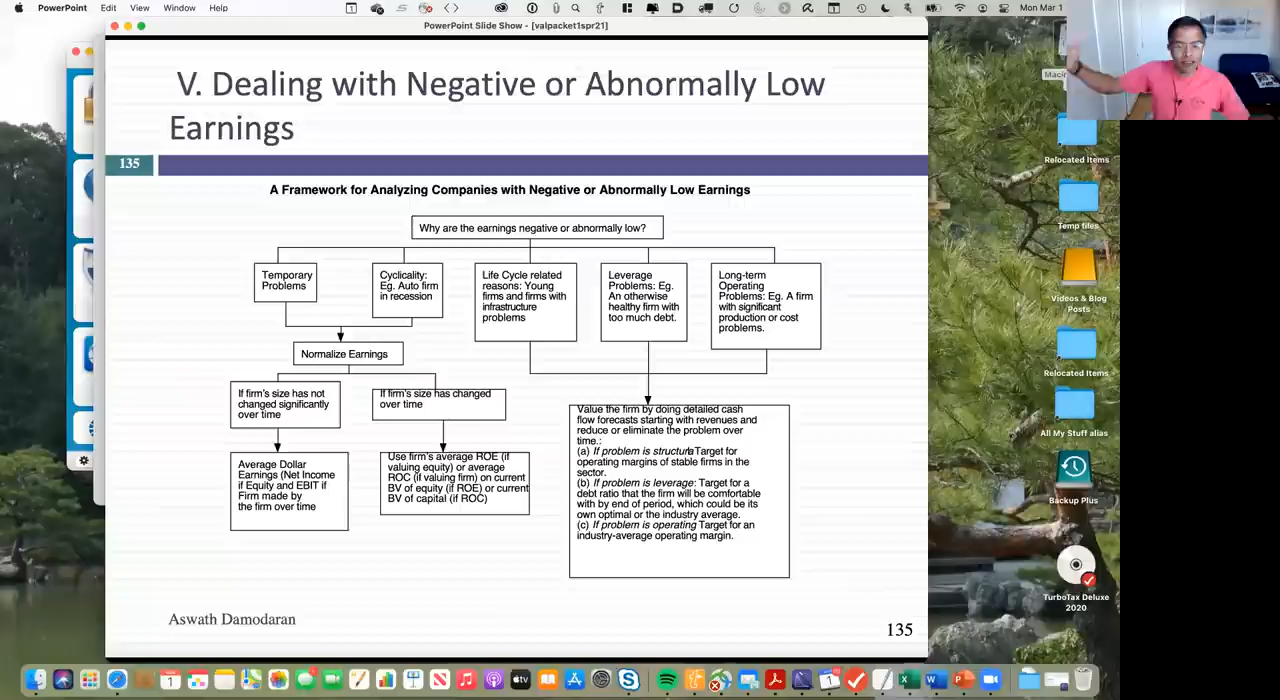 PowerPoint File Edit View Window Help
Mon Mar 1
PowerPoint Slide Show - [valpacket1spr21]
V. Dealing with Negative or Abnormally Low
Earnings
135
A Framework for Analyzing Companies with Negative or Abnormally Low Earnings
Why are the earnings negative or abnormally low?
Temporary
Problems
Cyclicality:
Eg. Auto firm
in recession
Life Cycle related
reasons: Young
firms and firms with
infrastructure
problems
Leverage
Problems: Eg.
An otherwise
healthy firm with
too much debt.
Long-term
Operating
Problems: Eg. A firm
with significant
production or cost
problems.
Normalize Earnings
If firm's size has not
changed significantly
over time
If firm's size has changed
over time
Average Dollar
Earnings (Net Income
if Equity and EBIT if
Firm made by
the firm over time
Use firm's average ROE (if
valuing equity) or average
ROC (if valuing firm) on current
BV of equity (if ROE) or current
BV of capital (if ROC)
Value the firm by doing detailed cash
flow forecasts starting with revenues and
reduce or eliminate the problem over
time.:
(a) If problem is structural: Target for
operating margins of stable firms in the
sector.
(b) If problem is leverage: Target for a
debt ratio that the firm will be comfortable
with by end of period, which could be its
own optimal or the industry average.
(c) If problem is operating Target for an
industry-average operating margin.
Aswath Damodaran
135
Relocated Items
Temp files
Videos & Blog
Posts
Relocated Items
All My Stuff alias
Backup Plus
TurboTax Deluxe
2020